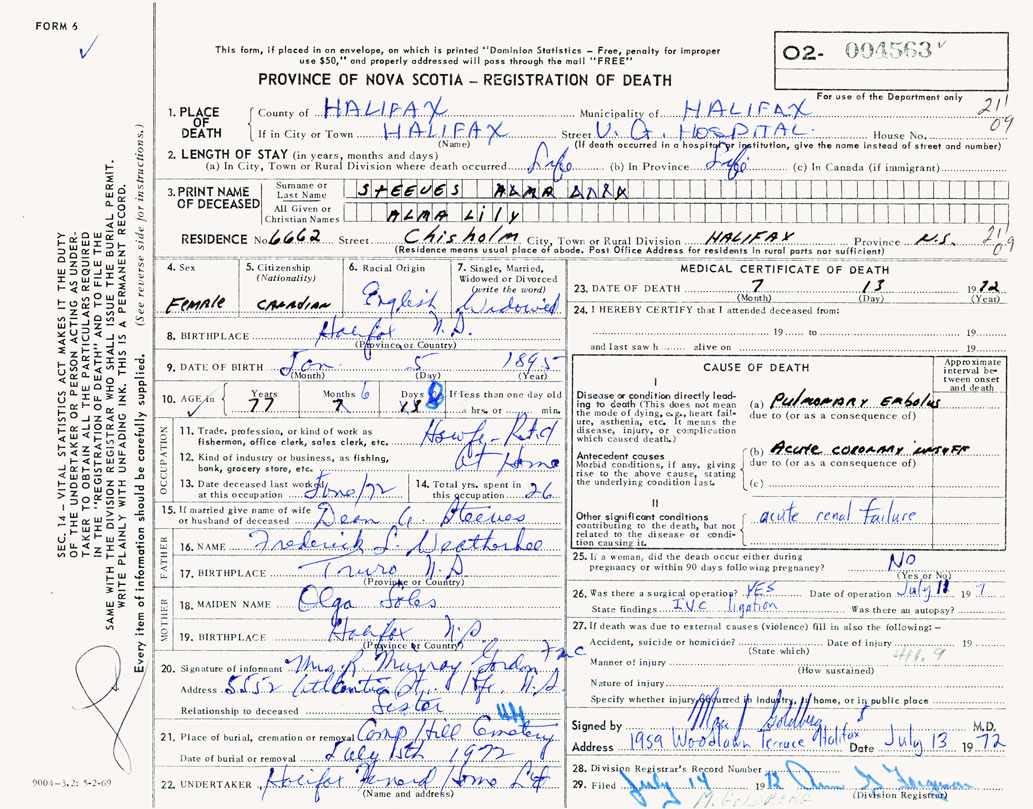 FORM 6
This form, if placed in an envelope, on which is printed "Dominion Statistics – Free, penalty for improper
use $50," and properly addressed will pass through the mail "FREE"
PROVINCE OF NOVA SCOTIA – REGISTRATION OF DEATH
02- 004563
For use of the Department only
211
09
1. PLACE OF DEATH
County of HALIFAX Municipality of HALIFAX
If in City or Town HALIFAX Street V. G. HOSPITAL. House No.
(Name) (If death occurred in a hospital or institution, give the name instead of street and number)
2. LENGTH OF STAY (in years, months and days)
(a) In City, Town or Rural Division where death occurred Life (b) In Province Life (c) In Canada (if immigrant)
3. PRINT NAME OF DECEASED
Surname or Last Name STEEVES ALMA
All Given or Christian Names ALMA LILY
RESIDENCE No. 6662 Street Chisholm City, Town or Rural Division HALIFAX Province N.S. 21/09
(Residence means usual place of abode. Post Office Address for residents in rural parts not sufficient)
4. Sex 5. Citizenship (Nationality) 6. Racial Origin 7. Single, Married, Widowed or Divorced (write the word)
Female CANADIAN English Widowed
8. BIRTHPLACE Halifax N.S.
(Province or Country)
9. DATE OF BIRTH Jan. 5 1895
(Month) (Day) (Year)
10. AGE in Years 77 Months 7 6 Days 8 If less than one day old hrs. or min.
OCCUPATION
11. Trade, profession, or kind of work as fisherman, office clerk, sales clerk, etc. Hswfe - Ret'd
12. Kind of industry or business, as fishing, bank, grocery store, etc. At Home
13. Date deceased last worked at this occupation June/72 14. Total yrs. spent in this occupation 26
15. If married give name of wife or husband of deceased Dean A. Steeves
FATHER
16. NAME Frederick L. Weatherbee
17. BIRTHPLACE Truro N.S
(Province or Country)
MOTHER
18. MAIDEN NAME Olga Soles
19. BIRTHPLACE Halifax N.S.
(Province or Country)
20. Signature of informant Mrs. R. Murray Gordon
Address 5552 Atlantic St., Hfx. N.S.
Relationship to deceased Sister
21. Place of burial, cremation or removal Camp Hill Cemetery
Date of burial or removal July 15th 1972
22. UNDERTAKER Halifax Funeral Home Ltd
(Name and address)
MEDICAL CERTIFICATE OF DEATH
23. DATE OF DEATH 7 13 1972
(Month) (Day) (Year)
24. I HEREBY CERTIFY that I attended deceased from:
19 to 19
and last saw h alive on 19
CAUSE OF DEATH
Approximate interval between onset and death
I
Disease or condition directly leading to death (This does not mean the mode of dying, e.g., heart failure, asthenia, etc. It means the disease, injury, or complication which caused death.)
(a) PULMONARY EMBOLUS
due to (or as a consequence of)
Antecedent causes
Morbid conditions, if any, giving rise to the above cause, stating the underlying condition last.
(b) ACUTE CORONARY INSUFF
due to (or as a consequence of)
(c)
II
Other significant conditions contributing to the death, but not related to the disease or condition causing it.
acute renal Failure
25. If a woman, did the death occur either during pregnancy or within 90 days following pregnancy? NO
(Yes or No)
26. Was there a surgical operation? YES Date of operation July 11 197
State findings IVC ligation Was there an autopsy?
27. If death was due to external causes (violence) fill in also the following:–
Accident, suicide or homicide? Date of injury 19
(State which)
Manner of injury
(How sustained)
Nature of injury
Specify whether injury occurred in industry, home, or in public place
Signed by M.D.
Address 1959 Woodlawn Terrace Halifax Date July 13 1972
28. Division Registrar's Record Number
29. Filed July 14 1972
(Division Registrar)
M. GOLDBERG
SEC. 14 – VITAL STATISTICS ACT MAKES IT THE DUTY
OF THE UNDERTAKER OR PERSON ACTING AS UNDER-
TAKER TO OBTAIN ALL THE PARTICULARS REQUIRED
IN THE "REGISTRATION OF DEATH" AND TO FILE THE
SAME WITH THE DIVISION REGISTRAR WHO SHALL ISSUE THE BURIAL PERMIT.
WRITE PLAINLY WITH UNFADING INK. THIS IS A PERMANENT RECORD.
Every item of information should be carefully supplied. (See reverse side for instructions.)
9004-3.2: 5-2-69